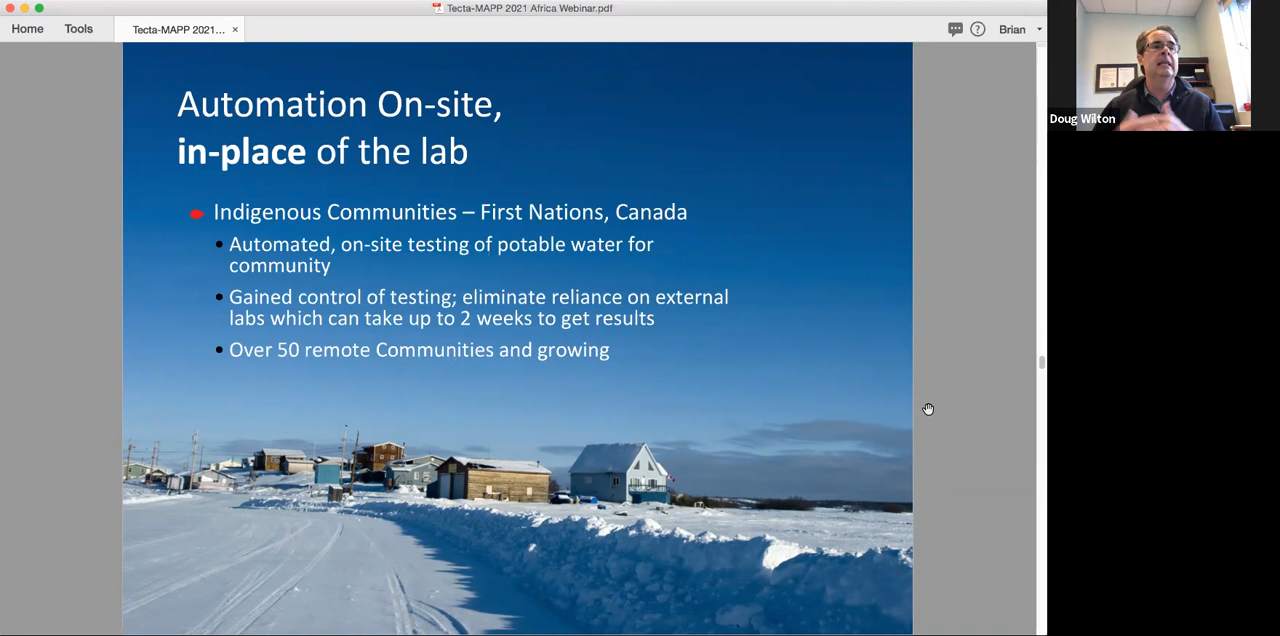 Tecta-MAPP 2021 Africa Webinar.pdf
Home
Tools
Tecta-MAPP 2021... ×
?
Brian
Automation On-site,
in-place of the lab
Indigenous Communities – First Nations, Canada
• Automated, on-site testing of potable water for
community
• Gained control of testing; eliminate reliance on external
labs which can take up to 2 weeks to get results
• Over 50 remote Communities and growing
Doug Wilton